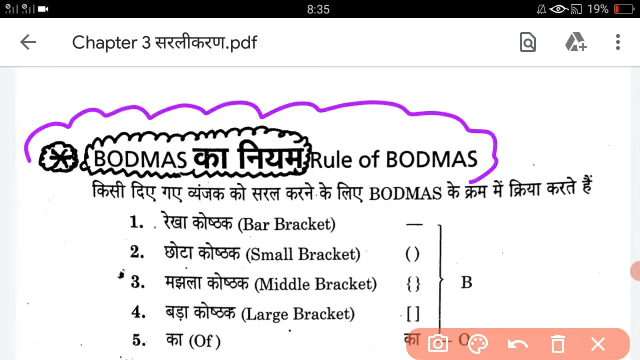 8:35
19%
Chapter 3 सरलीकरण.pdf
BODMAS का नियम Rule of BODMAS
किसी दिए गए व्यंजक को सरल करने के लिए BODMAS के क्रम में क्रिया करते हैं
1. रेखा कोष्ठक (Bar Bracket) —
2. छोटा कोष्ठक (Small Bracket) ( )
3. मझला कोष्ठक (Middle Bracket) { } B
4. बड़ा कोष्ठक (Large Bracket) [ ]
5. का (Of) का – O